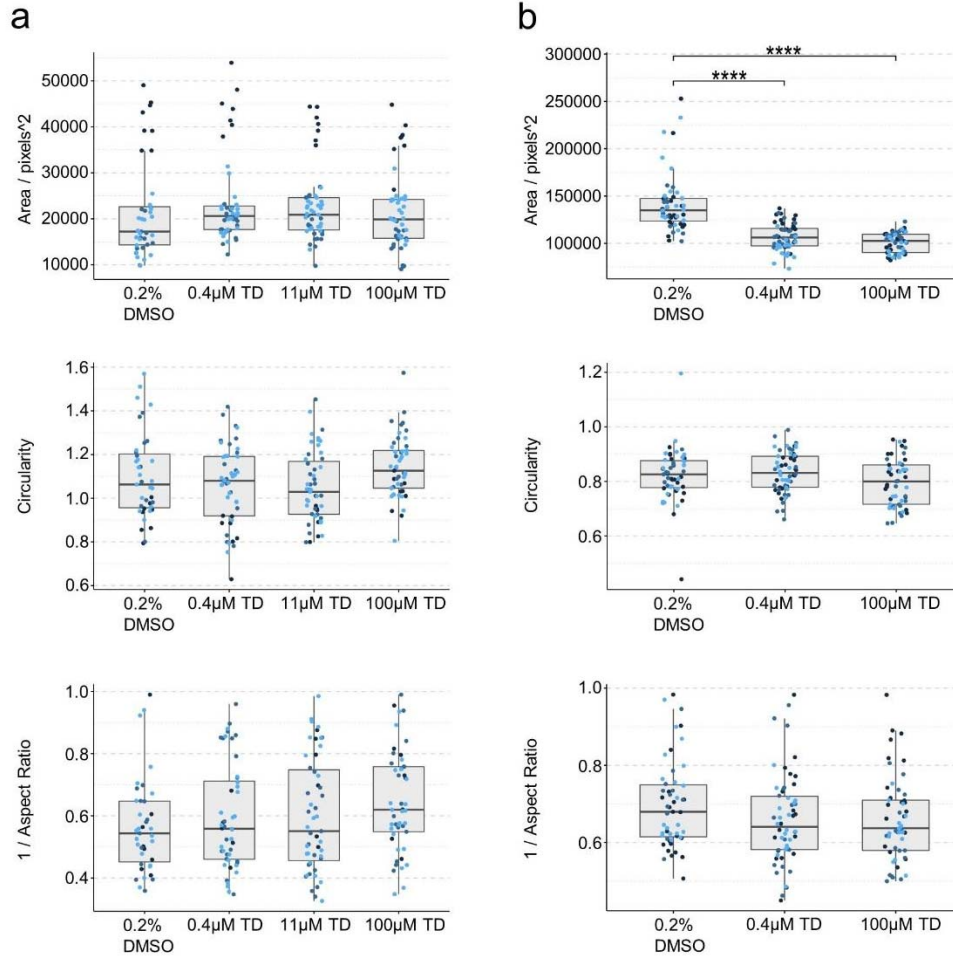 a
b
Area / pixels^2
50000
40000
30000
20000
10000
0.2%
DMSO
0.4µM TD
11µM TD
100µM TD
Area / pixels^2
300000
250000
200000
150000
100000
****
****
0.2%
DMSO
0.4µM TD
100µM TD
Circularity
1.6
1.4
1.2
1.0
0.8
0.6
0.2%
DMSO
0.4µM TD
11µM TD
100µM TD
Circularity
1.2
1.0
0.8
0.6
0.2%
DMSO
0.4µM TD
100µM TD
1 / Aspect Ratio
1.0
0.8
0.6
0.4
0.2%
DMSO
0.4µM TD
11µM TD
100µM TD
1 / Aspect Ratio
1.0
0.8
0.6
0.2%
DMSO
0.4µM TD
100µM TD